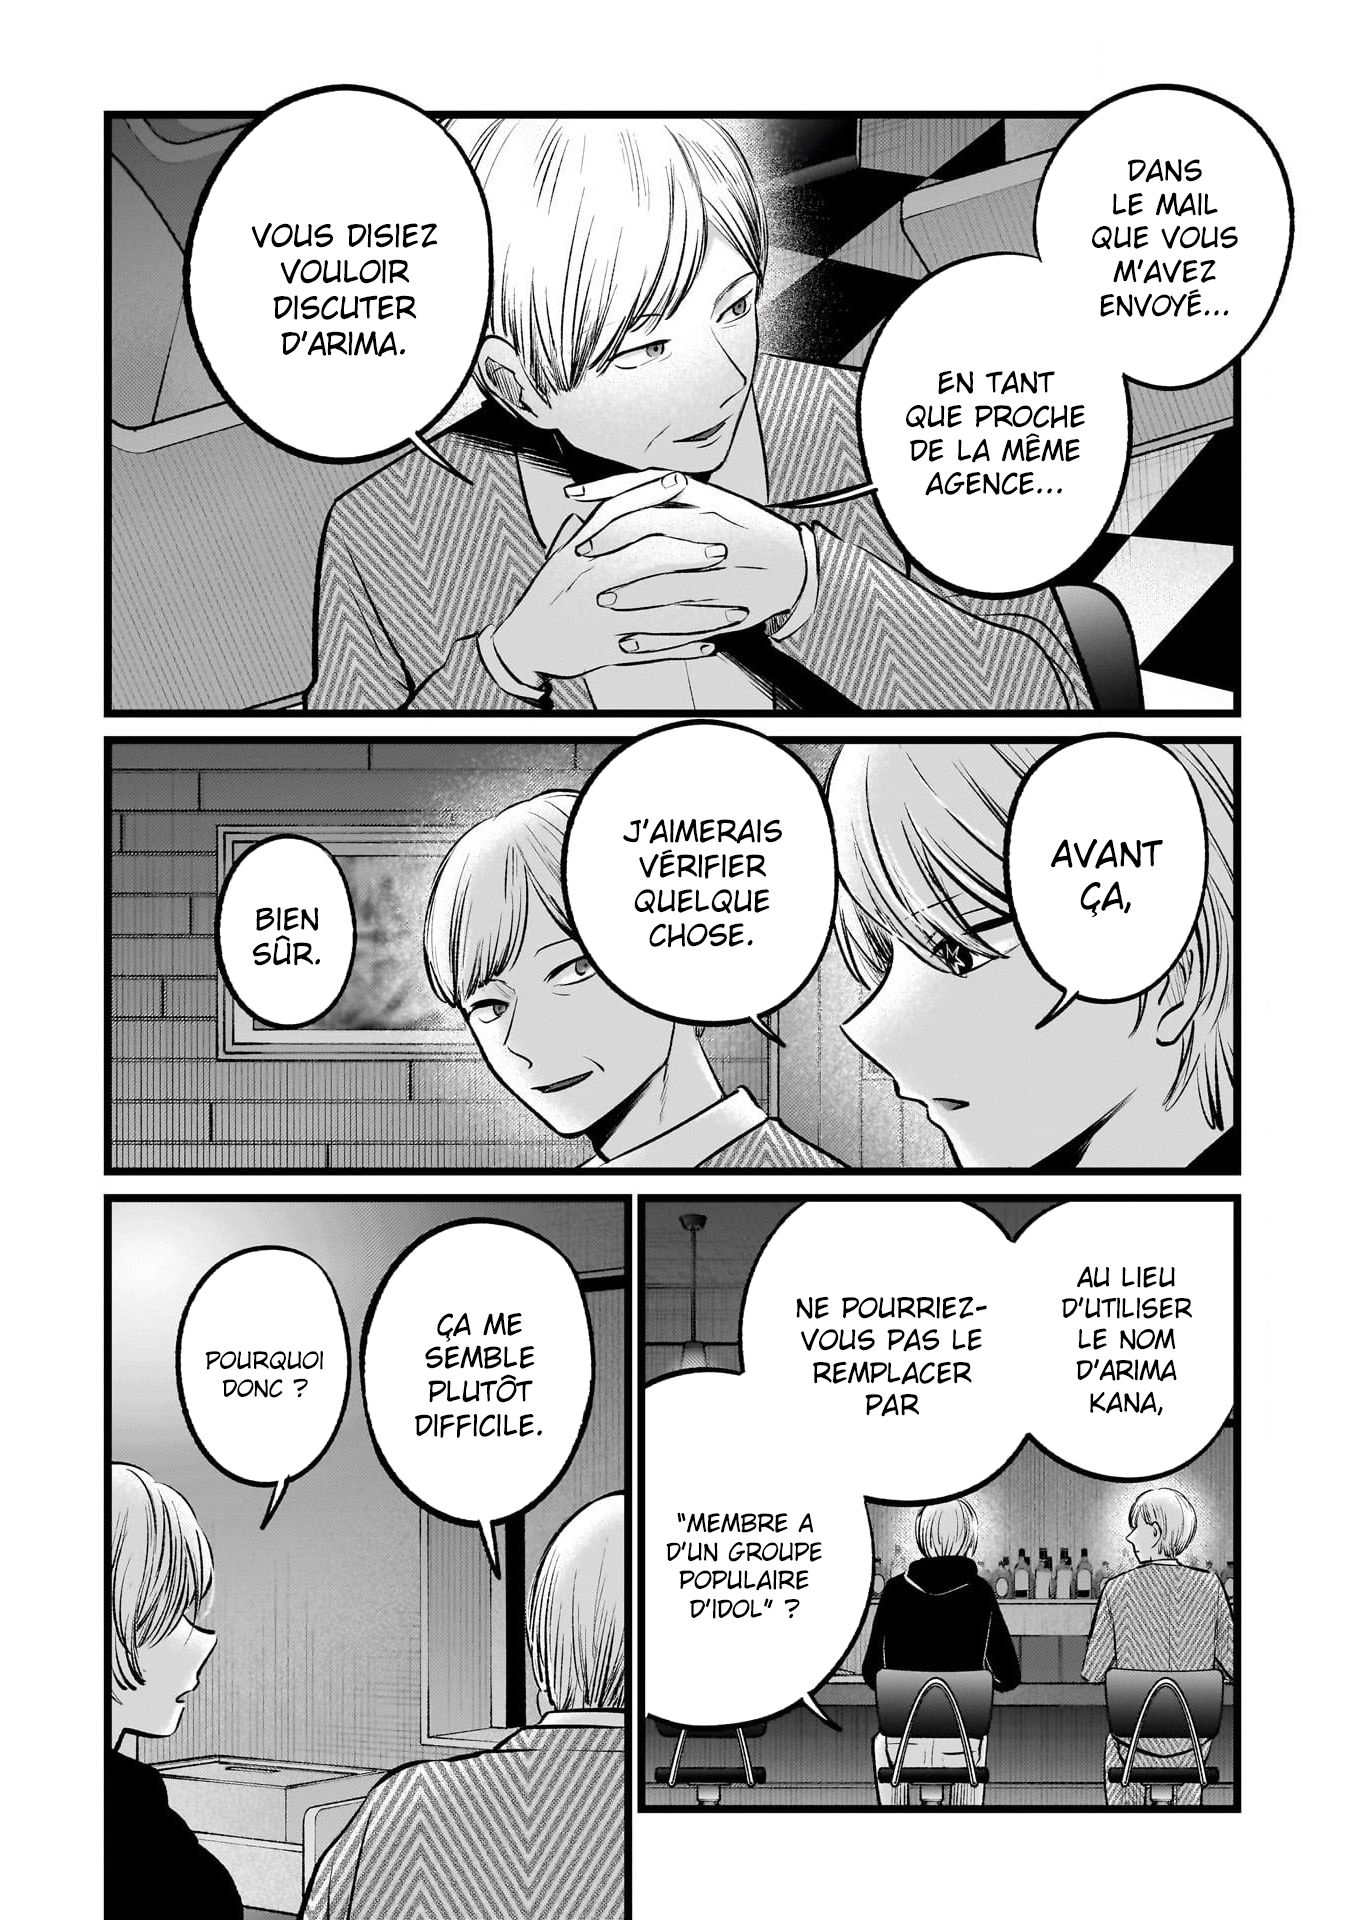 DANS
LE MAIL
QUE VOUS
M'AVEZ
ENVOYÉ...
EN TANT
QUE PROCHE
DE LA MÊME
AGENCE...
VOUS DISIEZ
VOULOIR
DISCUTER
D'ARIMA.
AVANT
ÇA,
J'AIMERAIS
VÉRIFIER
QUELQUE
CHOSE.
BIEN
SÛR.
AU LIEU
D'UTILISER
LE NOM
D'ARIMA
KANA,
NE POURRIEZ-
VOUS PAS LE
REMPLACER
PAR
"MEMBRE A
D'UN GROUPE
POPULAIRE
D'IDOL" ?
ÇA ME
SEMBLE
PLUTÔT
DIFFICILE.
POURQUOI
DONC ?